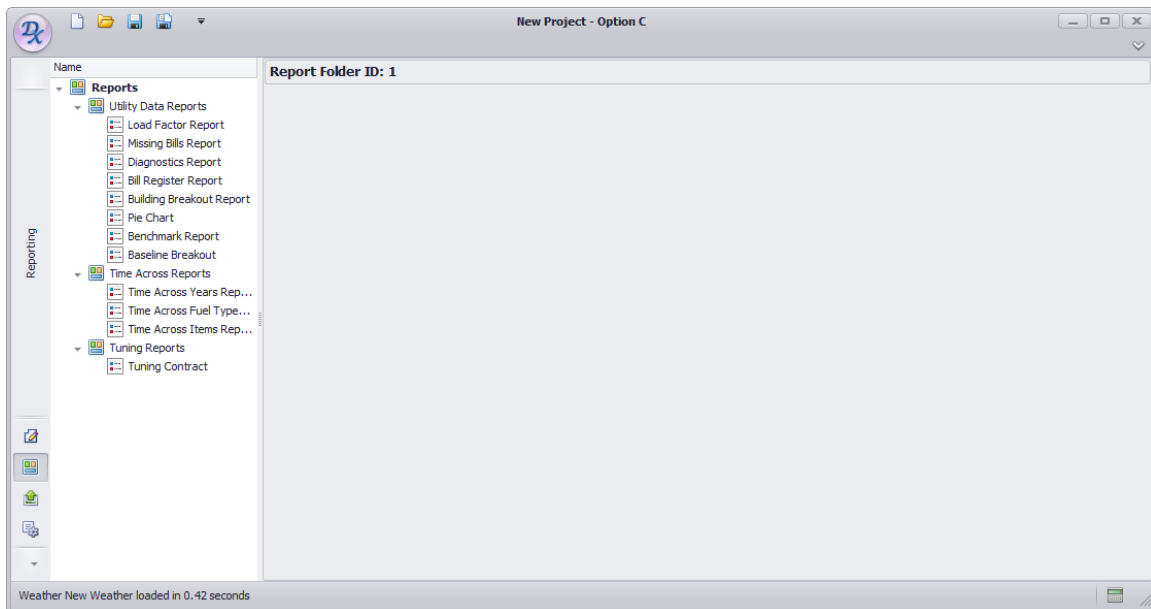 DX
New Project - Option C
Name
Report Folder ID: 1
Reports
Utility Data Reports
Load Factor Report
Missing Bills Report
Diagnostics Report
Bill Register Report
Building Breakout Report
Pie Chart
Benchmark Report
Baseline Breakout
Time Across Reports
Time Across Years Rep...
Time Across Fuel Type...
Time Across Items Rep...
Tuning Reports
Tuning Contract
Reporting
Weather New Weather loaded in 0.42 seconds